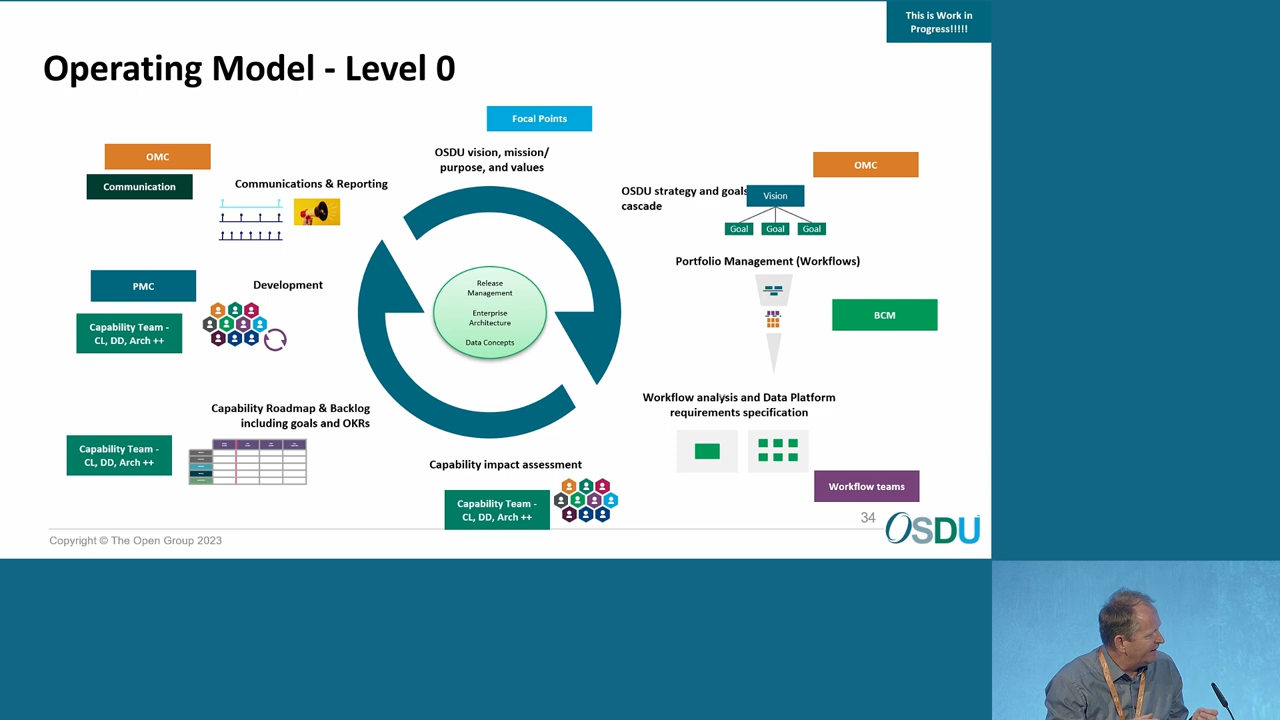 This is Work in
Progress!!!!!
Operating Model - Level 0
Focal Points
OSDU vision, mission/
purpose, and values
OMC
Communication
Communications & Reporting
OMC
OSDU strategy and goals
cascade
Vision
Goal
Goal
Goal
Portfolio Management (Workflows)
BCM
PMC
Development
Capability Team -
CL, DD, Arch ++
Release
Management
Enterprise
Architecture
Data Concepts
Workflow analysis and Data Platform
requirements specification
Workflow teams
Capability Roadmap & Backlog
including goals and OKRs
Capability Team -
CL, DD, Arch ++
Capability impact assessment
Capability Team -
CL, DD, Arch ++
34
OSDU
Copyright © The Open Group 2023